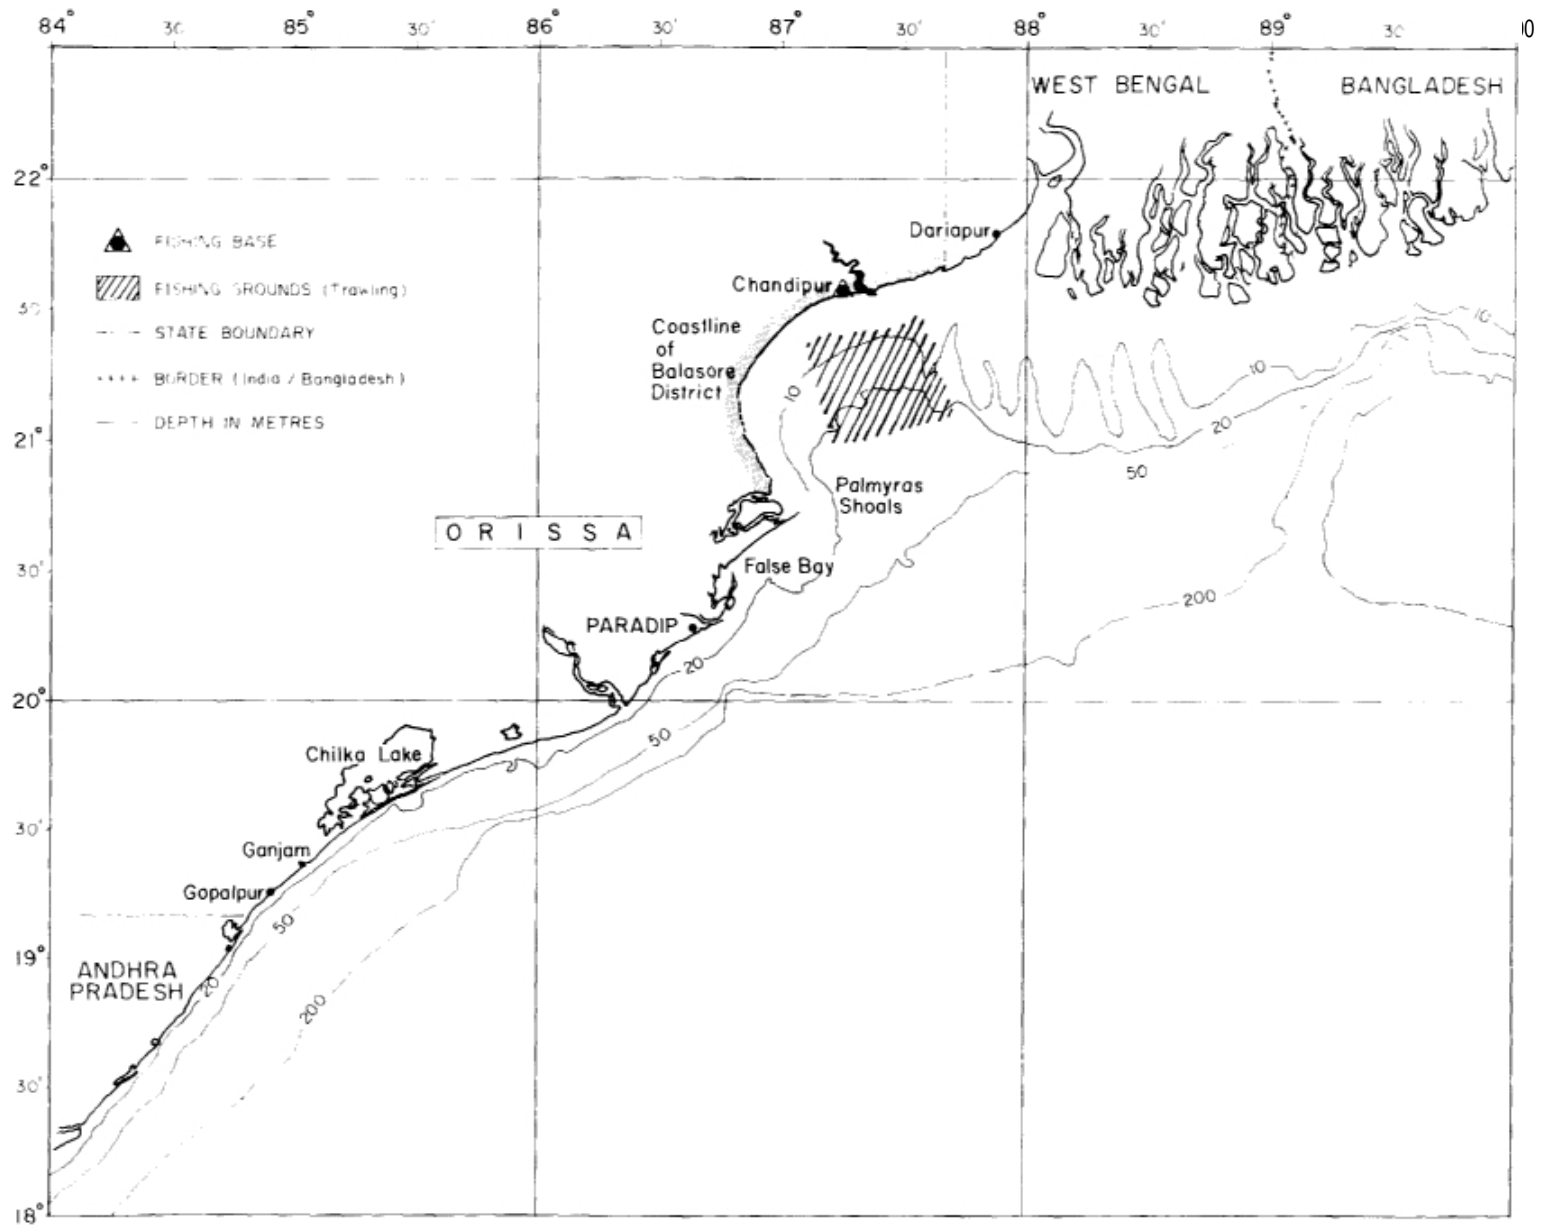 84° 30' 85° 30' 86° 30' 87° 30' 88° 30' 89° 30
WEST BENGAL BANGLADESH
22°
Dariapur
FISHING BASE
Chandipur
FISHING GROUNDS (Trawling)
30'
10
Coastline
of
Balasore
District
STATE BOUNDARY
BORDER (India / Bangladesh)
10
10
DEPTH IN METRES
20
21°
50
Palmyras
Shoals
ORISSA
False Bay
30'
200
PARADIP
20
20°
50
Chilka Lake
30'
Ganjam
Gopalpur
50
19°
ANDHRA
PRADESH
20
200
30'
18°